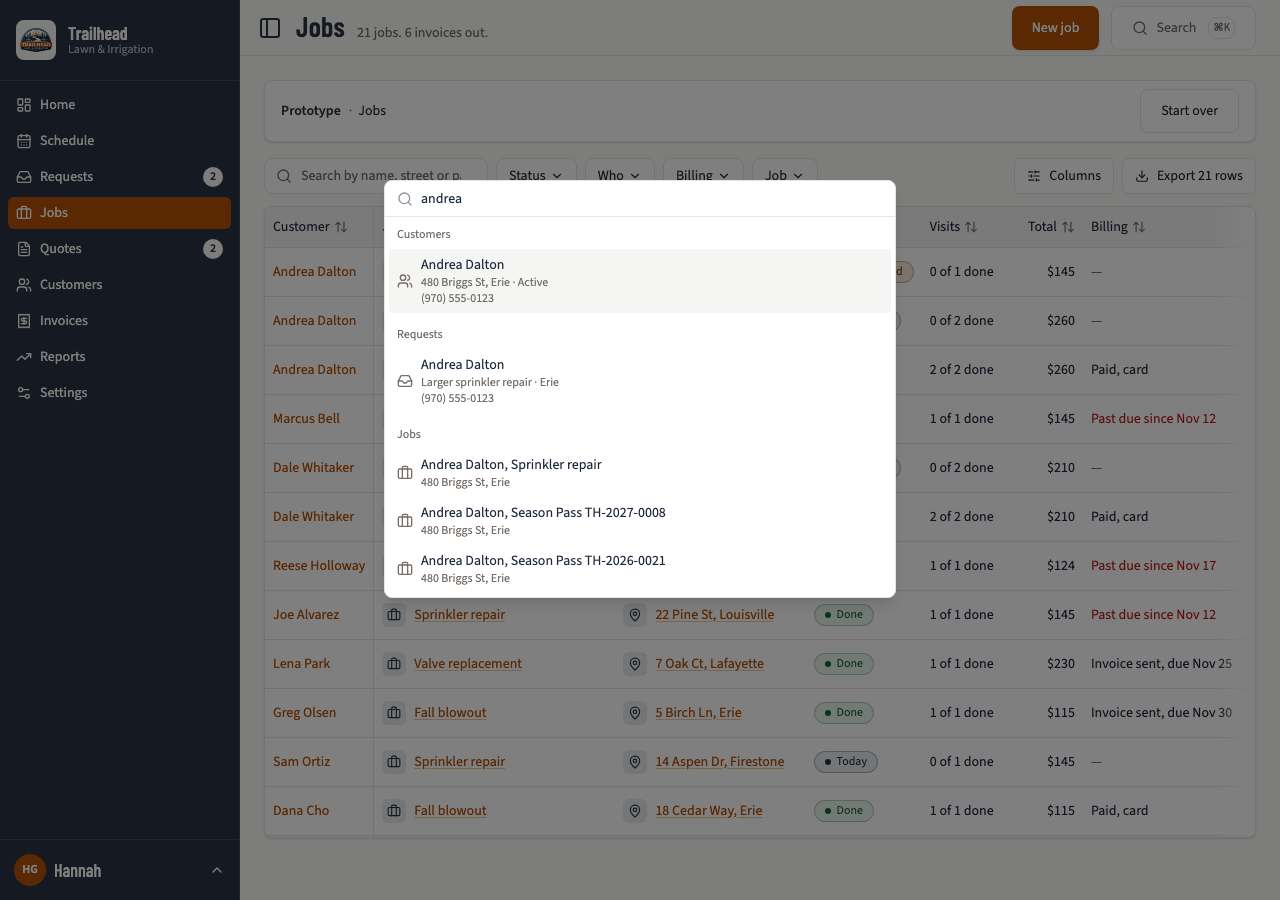 Trailhead
Lawn & Irrigation
Home
Schedule
Requests 2
Jobs
Quotes 2
Customers
Invoices
Reports
Settings
HG Hannah
Jobs 21 jobs. 6 invoices out.
New job
Search ⌘K
Prototype · Jobs
Start over
Search by name, street or
Status
Who
Billing
Job
Columns
Export 21 rows
andrea
Customers
Andrea Dalton
480 Briggs St, Erie · Active
(970) 555-0123
Requests
Andrea Dalton
Larger sprinkler repair · Erie
(970) 555-0123
Jobs
Andrea Dalton, Sprinkler repair
480 Briggs St, Erie
Andrea Dalton, Season Pass TH-2027-0008
480 Briggs St, Erie
Andrea Dalton, Season Pass TH-2026-0021
480 Briggs St, Erie
Customer Visits Total Billing
Andrea Dalton 0 of 1 done $145 —
Andrea Dalton 0 of 2 done $260 —
Andrea Dalton 2 of 2 done $260 Paid, card
Marcus Bell 1 of 1 done $145 Past due since Nov 12
Dale Whitaker 0 of 2 done $210 —
Dale Whitaker 2 of 2 done $210 Paid, card
Reese Holloway 1 of 1 done $124 Past due since Nov 17
Joe Alvarez Sprinkler repair 22 Pine St, Louisville Done 1 of 1 done $145 Past due since Nov 12
Lena Park Valve replacement 7 Oak Ct, Lafayette Done 1 of 1 done $230 Invoice sent, due Nov 25
Greg Olsen Fall blowout 5 Birch Ln, Erie Done 1 of 1 done $115 Invoice sent, due Nov 30
Sam Ortiz Sprinkler repair 14 Aspen Dr, Firestone Today 0 of 1 done $145 —
Dana Cho Fall blowout 18 Cedar Way, Erie Done 1 of 1 done $115 Paid, card